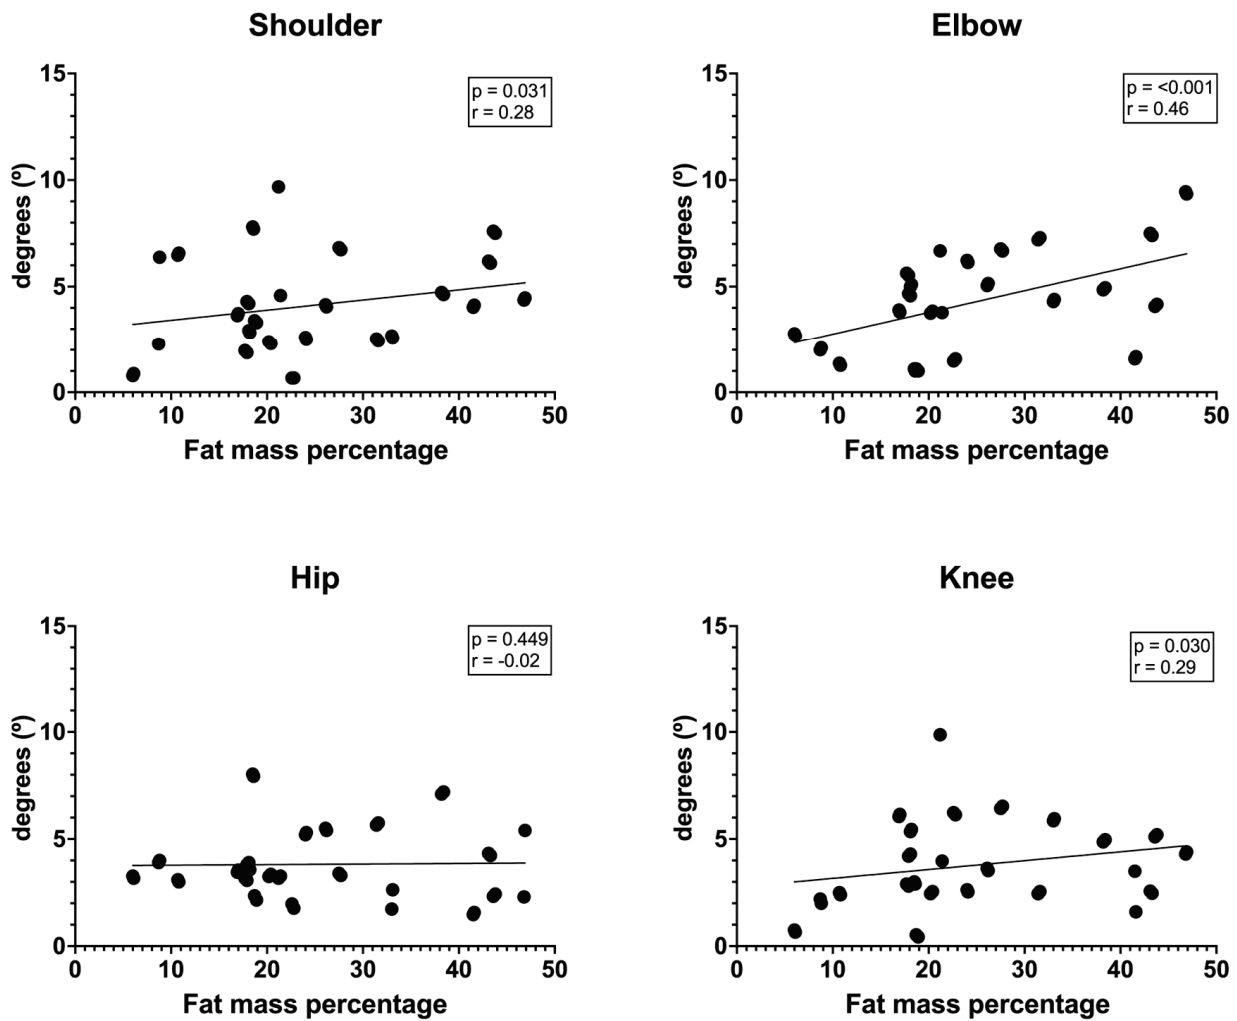 Shoulder
15
10
5
0
degrees (º)
p = 0.031
r = 0.28
0 10 20 30 40 50
Fat mass percentage
Elbow
15
10
5
0
degrees (º)
p = <0.001
r = 0.46
0 10 20 30 40 50
Fat mass percentage
Hip
15
10
5
0
degrees (º)
p = 0.449
r = -0.02
0 10 20 30 40 50
Fat mass percentage
Knee
15
10
5
0
degrees (º)
p = 0.030
r = 0.29
0 10 20 30 40 50
Fat mass percentage